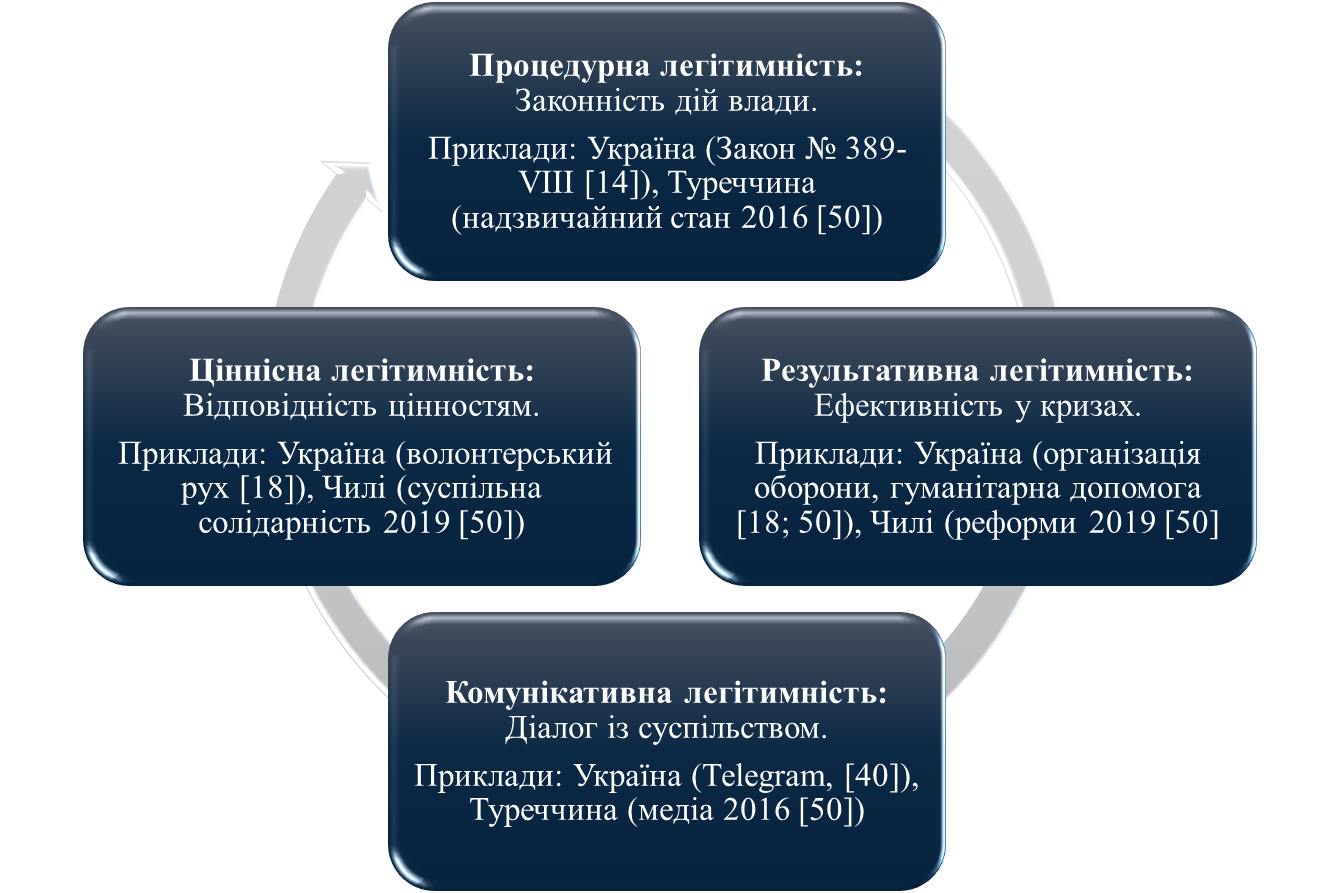 Процедурна легітимність:
Законність дій влади.
Приклади: Україна (Закон № 389-
VIII [14]), Туреччина
(надзвичайний стан 2016 [50])
Ціннісна легітимність:
Відповідність цінностям.
Приклади: Україна (волонтерський
рух [18]), Чилі (суспільна
солідарність 2019 [50])
Результативна легітимність:
Ефективність у кризах.
Приклади: Україна (організація
оборони, гуманітарна допомога
[18; 50]), Чилі (реформи 2019 [50]
Комунікативна легітимність:
Діалог із суспільством.
Приклади: Україна (Telegram, [40]),
Туреччина (медіа 2016 [50])